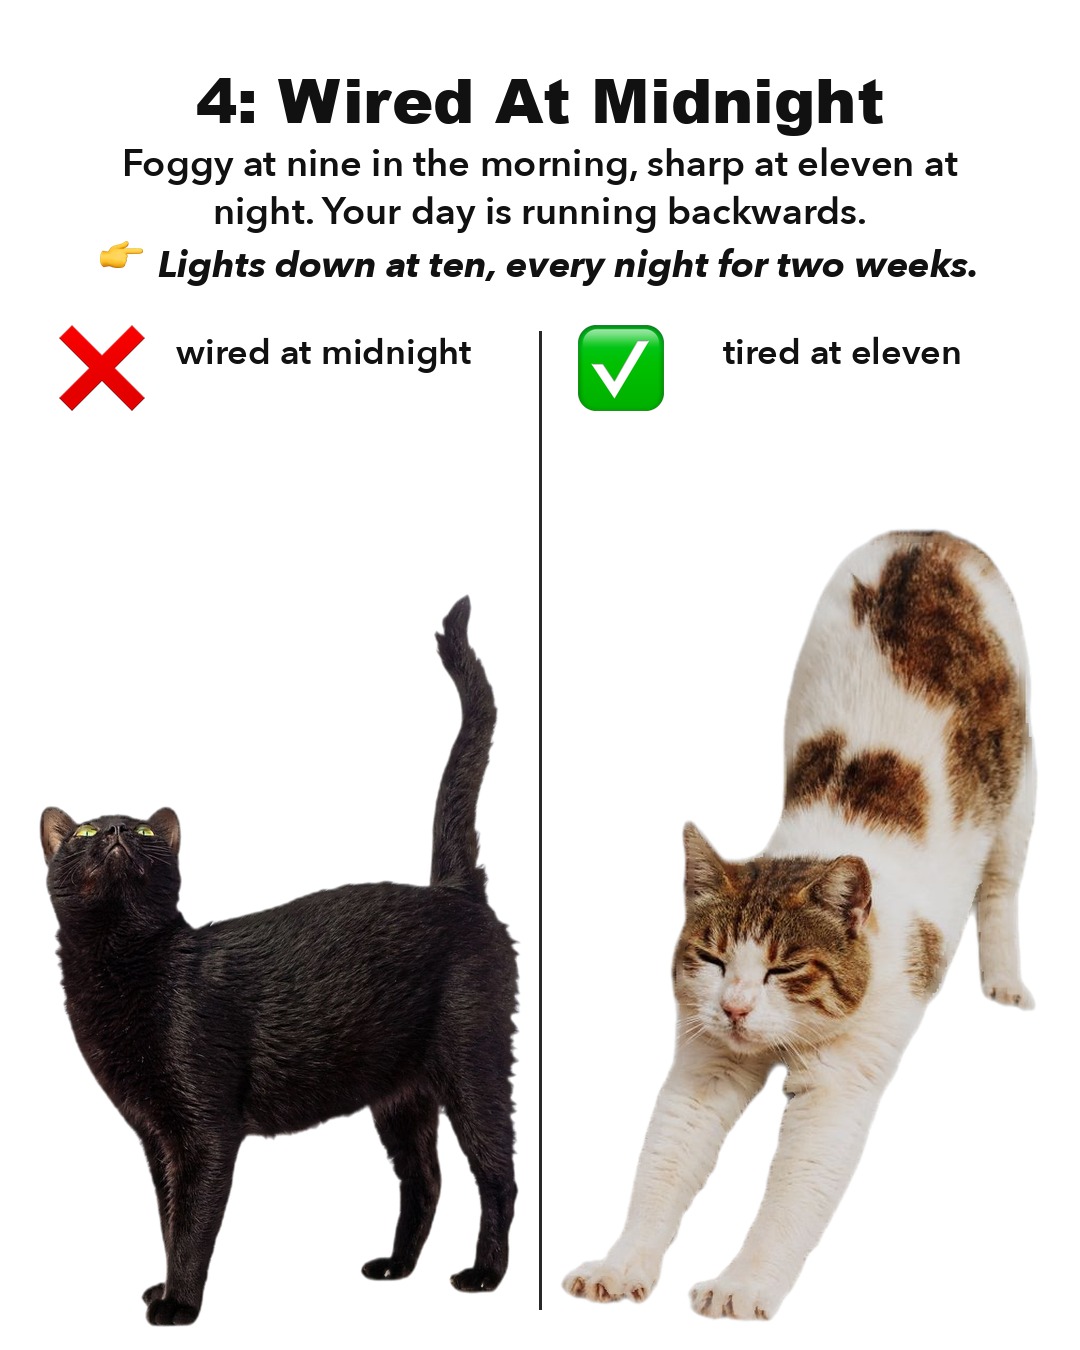 4: Wired At Midnight
Foggy at nine in the morning, sharp at eleven at
night. Your day is running backwards.
👉 Lights down at ten, every night for two weeks.
❌ wired at midnight
✅ tired at eleven